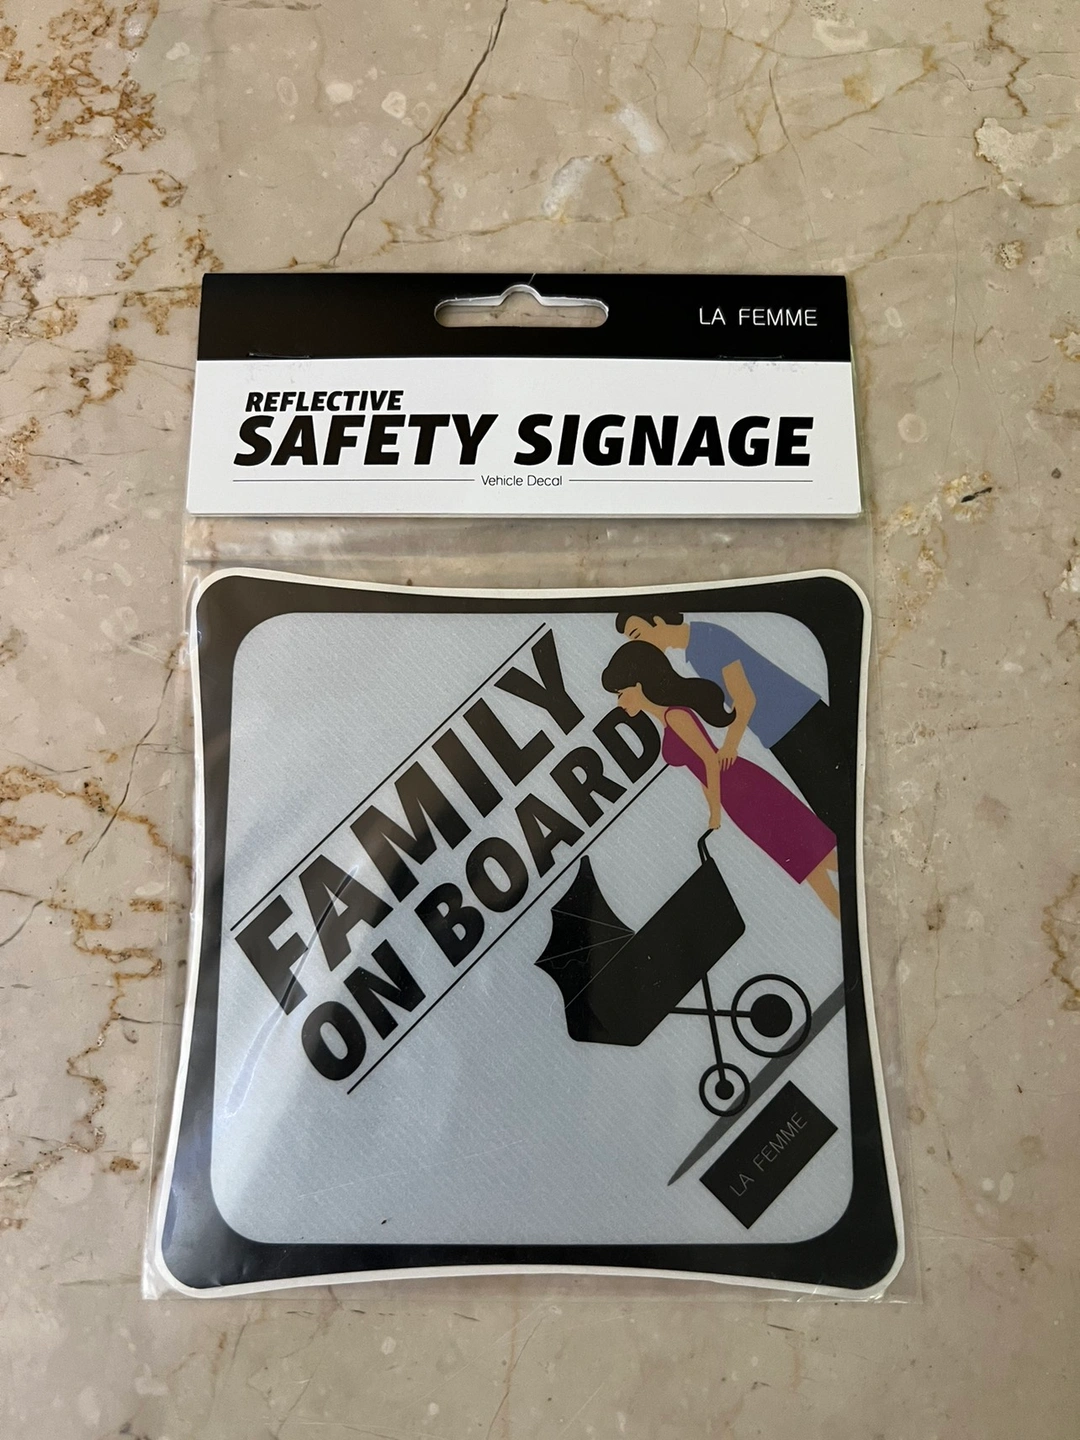 LA FEMME
REFLECTIVE
SAFETY SIGNAGE
Vehicle Decal
FAMILY
ON BOARD
LA FEMME